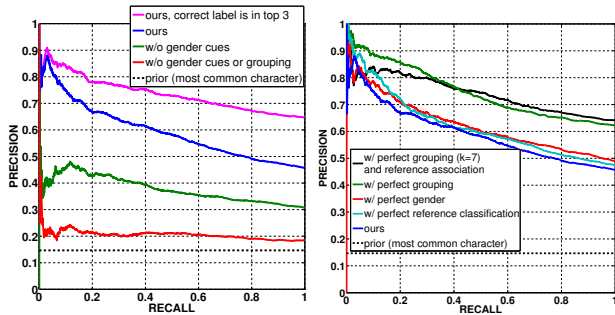 1
0.9
0.8
0.7
0.6
0.5
0.4
0.3
0.2
0.1
0
PRECISION
ours, correct label is in top 3
ours
w/o gender cues
w/o gender cues or grouping
prior (most common character)
0 0.2 0.4 0.6 0.8 1
RECALL
1
0.9
0.8
0.7
0.6
0.5
0.4
0.3
0.2
0.1
0
PRECISION
w/ perfect grouping (k=7)
and reference association
w/ perfect grouping
w/ perfect gender
w/ perfect reference classification
ours
prior (most common character)
0 0.2 0.4 0.6 0.8 1
RECALL